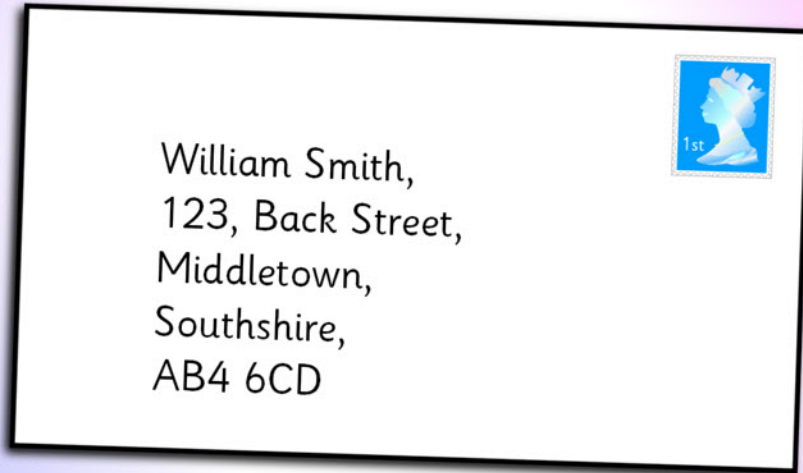 1st
William Smith,
123, Back Street,
Middletown,
Southshire,
AB4 6CD